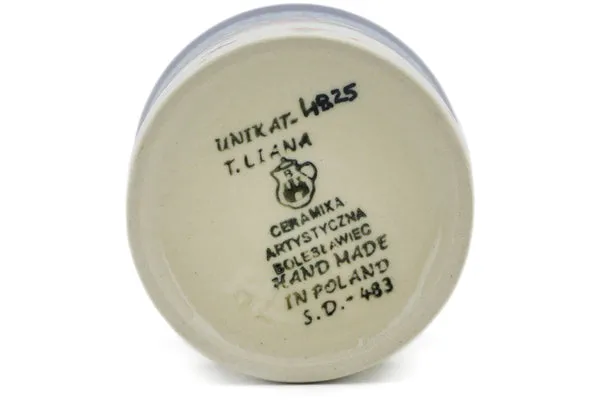 UNIKAT-4825
T.LIANA
CERAMIKA
ARTYSTYCZNA
BOLESŁAWIEC
HAND MADE
IN POLAND
S.D.-483